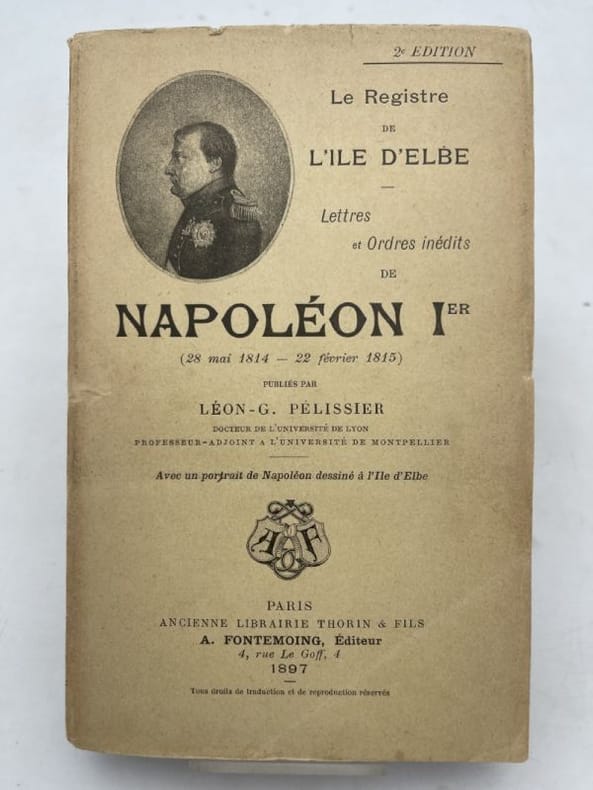 2e EDITION
Le Registre
DE
L'ILE D'ELBE
Lettres
et Ordres inédits
DE
NAPOLÉON IER
(28 mai 1814 — 22 février 1815)
PUBLIÉS PAR
LÉON-G. PÉLISSIER
DOCTEUR DE L'UNIVERSITÉ DE LYON
PROFESSEUR-ADJOINT A L'UNIVERSITÉ DE MONTPELLIER
Avec un portrait de Napoléon dessiné à l'Ile d'Elbe
A F
PARIS
ANCIENNE LIBRAIRIE THORIN & FILS
A. FONTEMOING, Éditeur
4, rue Le Goff, 4
1897
Tous droits de traduction et de reproduction réservés